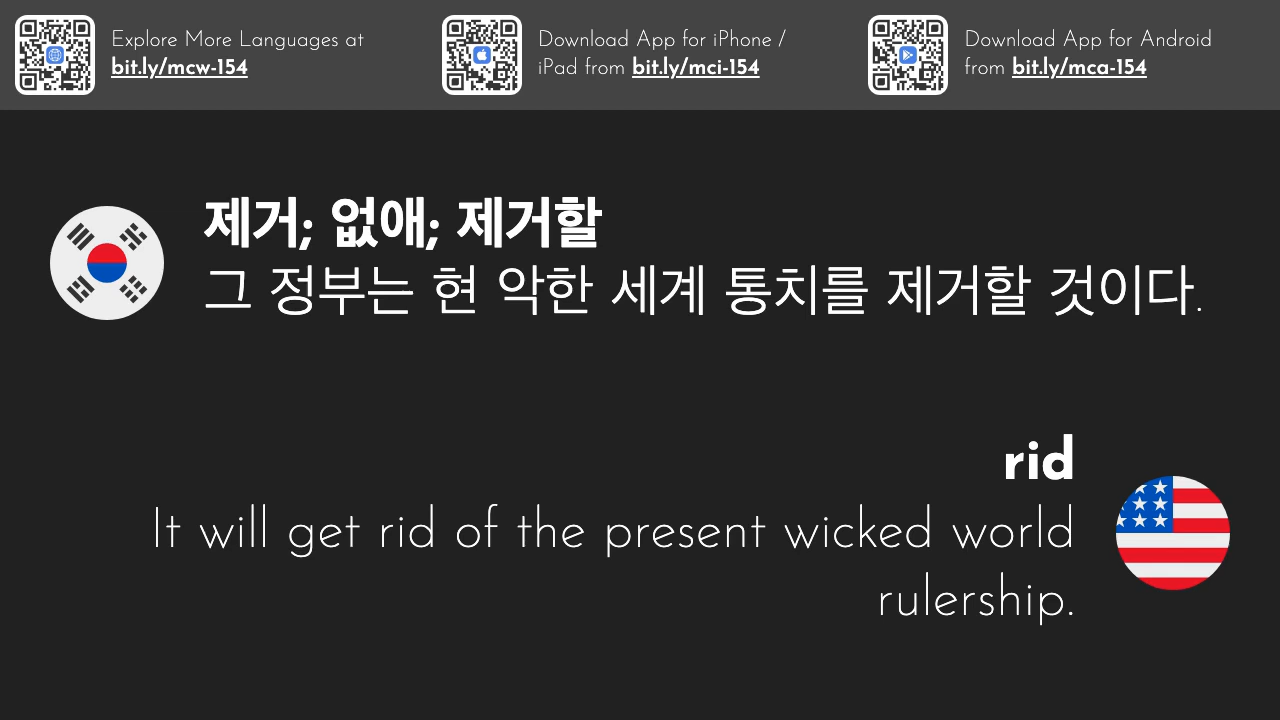 Explore More Languages at
bit.ly/mcw-154
Download App for iPhone /
iPad from bit.ly/mci-154
Download App for Android
from bit.ly/mca-154
제거; 없애; 제거할
그 정부는 현 악한 세계 통치를 제거할 것이다.
rid
It will get rid of the present wicked world
rulership.